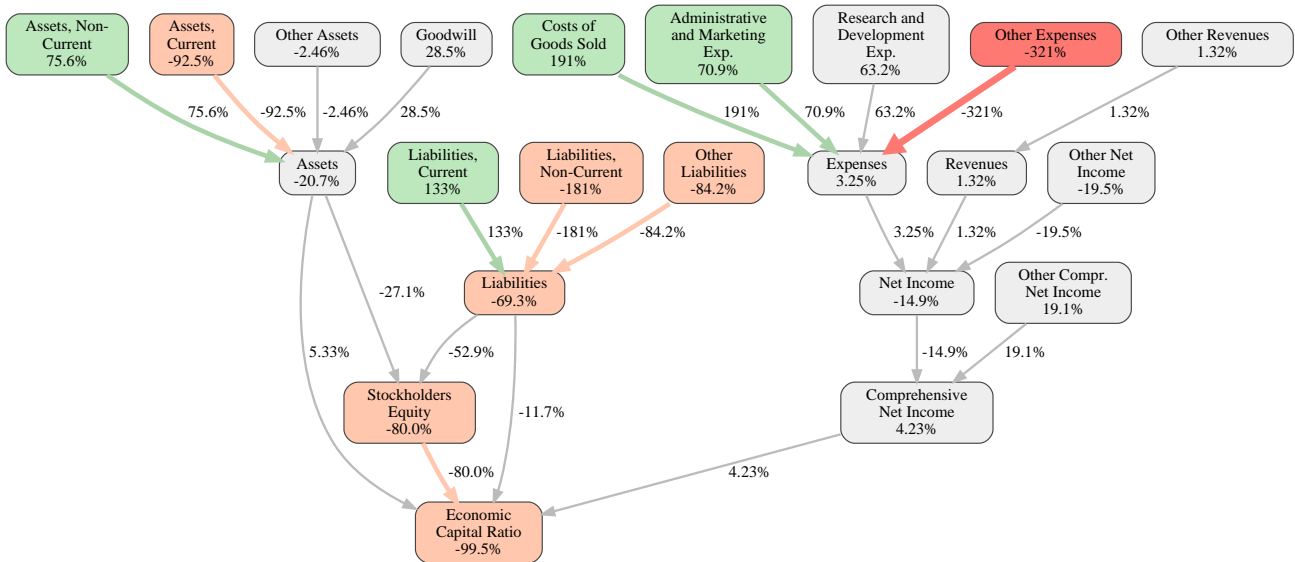 Assets, Non-
Current
75.6%
Assets,
Current
-92.5%
Other Assets
-2.46%
Goodwill
28.5%
Costs of
Goods Sold
191%
Administrative
and Marketing
Exp.
70.9%
Research and
Development
Exp.
63.2%
Other Expenses
-321%
Other Revenues
1.32%
75.6%
-92.5%
-2.46%
28.5%
191%
70.9%
63.2%
-321%
1.32%
Assets
-20.7%
Liabilities,
Current
133%
Liabilities,
Non-Current
-181%
Other
Liabilities
-84.2%
Expenses
3.25%
Revenues
1.32%
Other Net
Income
-19.5%
133%
-181%
-84.2%
3.25%
1.32%
-19.5%
-27.1%
Liabilities
-69.3%
Net Income
-14.9%
Other Compr.
Net Income
19.1%
5.33%
-52.9%
-11.7%
-14.9%
19.1%
Stockholders
Equity
-80.0%
Comprehensive
Net Income
4.23%
-80.0%
4.23%
Economic
Capital Ratio
-99.5%